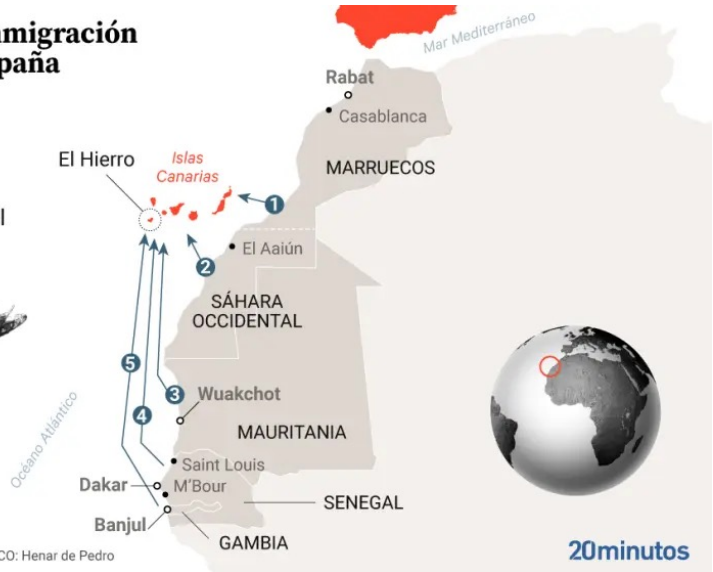 nmigración
paña
Mar Mediterráneo
Rabat
Casablanca
MARRUECOS
El Hierro
Islas
Canarias
1
l
2
El Aaiún
SÁHARA
OCCIDENTAL
5
3
4
Wuakchot
MAURITANIA
Océano Atlántico
Saint Louis
Dakar
M'Bour
SENEGAL
Banjul
GAMBIA
CO: Henar de Pedro
20minutos